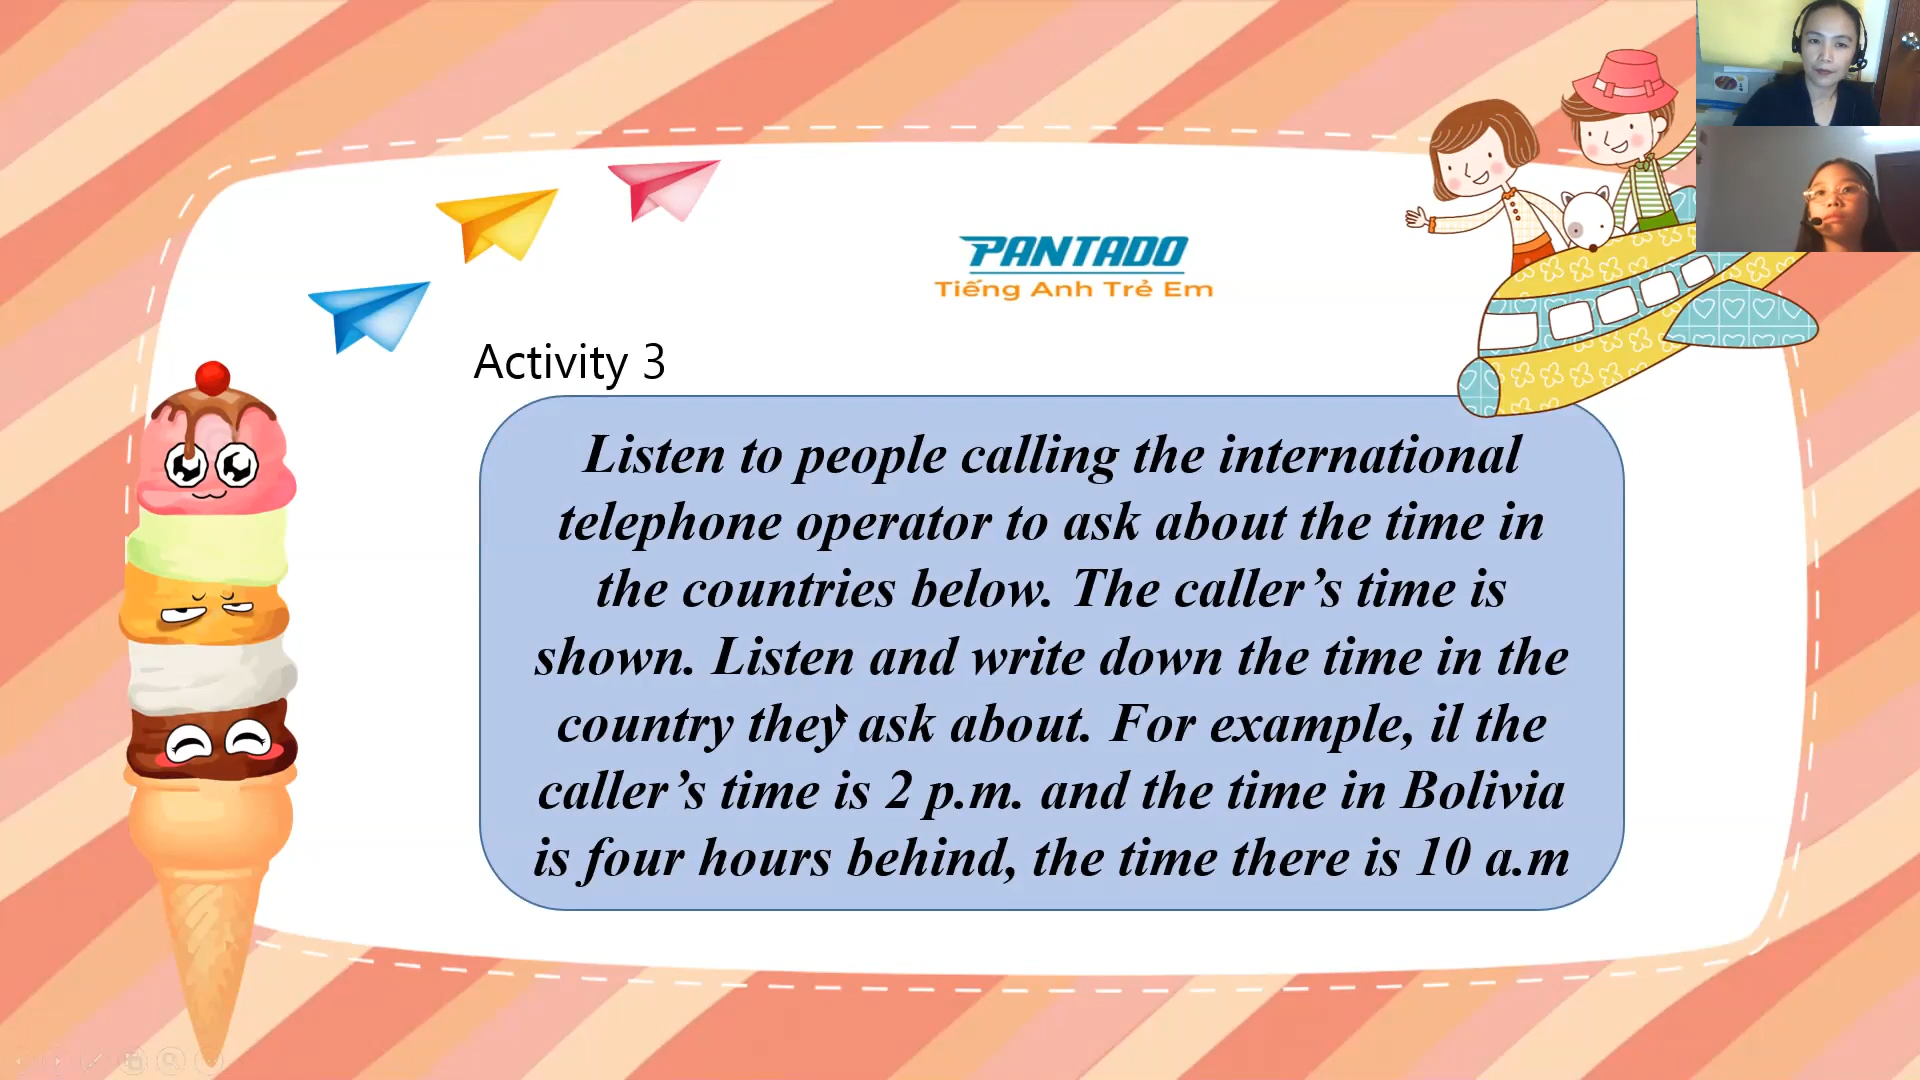 PANTADO
Tiếng Anh Trẻ Em
Activity 3
Listen to people calling the international
telephone operator to ask about the time in
the countries below. The caller’s time is
shown. Listen and write down the time in the
country they ask about. For example, il the
caller’s time is 2 p.m. and the time in Bolivia
is four hours behind, the time there is 10 a.m